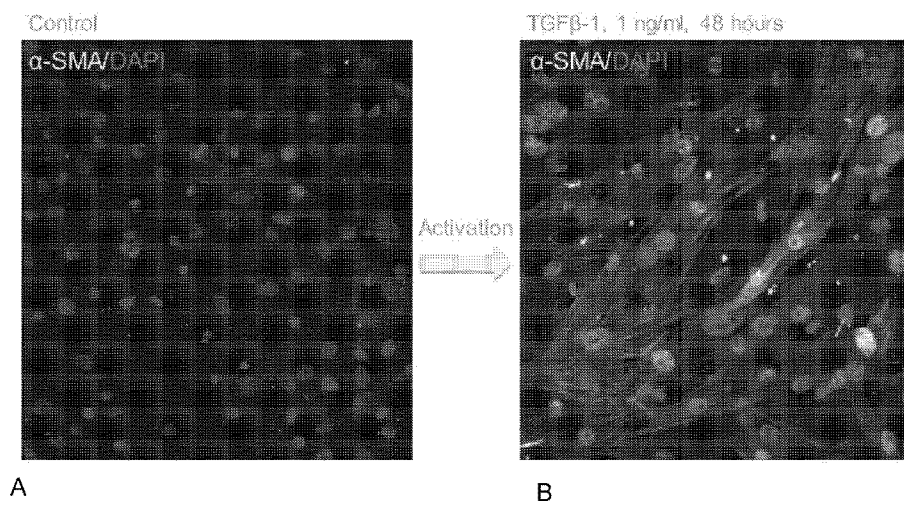 Control
TGFβ-1, 1 ng/ml, 48 hours
α-SMA/DAPI
α-SMA/DAPI
Activation
A
B